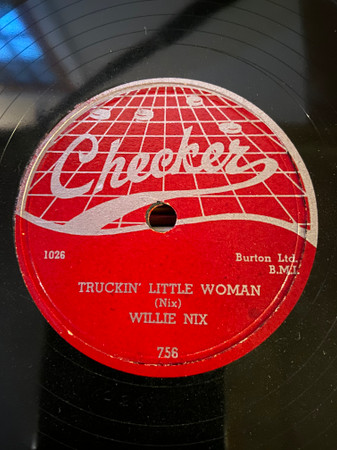 Checker
1026
Burton Ltd.
B.M.I.
TRUCKIN' LITTLE WOMAN
(Nix)
WILLIE NIX
756